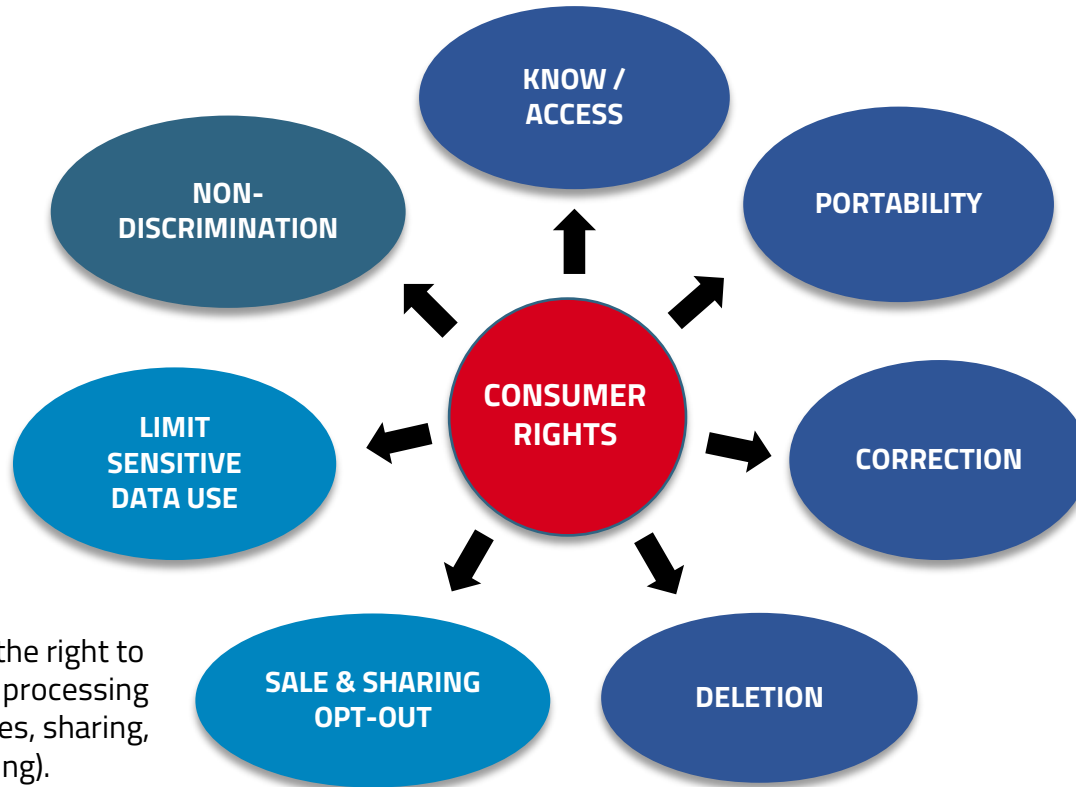 KNOW /
ACCESS
NON-
DISCRIMINATION
PORTABILITY
CONSUMER
RIGHTS
LIMIT
SENSITIVE
DATA USE
CORRECTION
SALE & SHARING
OPT-OUT
DELETION
the right to
processing
es, sharing,
ng).